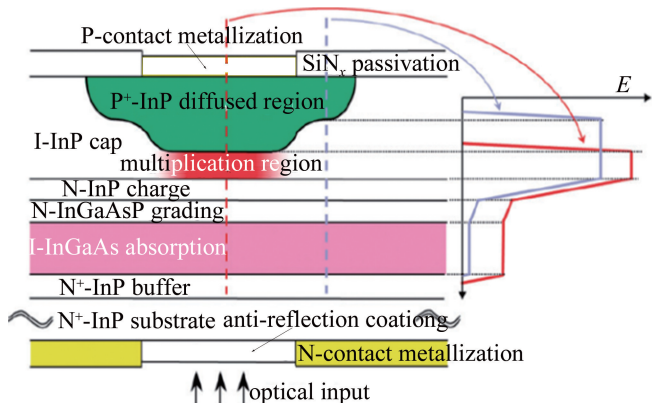 P-contact metallization
SiNx passivation
P+-InP diffused region
E
I-InP cap
multiplication region
N-InP charge
N-InGaAsP grading
I-InGaAs absorption
N+-InP buffer
N+-InP substrate anti-reflection coationg
N-contact metallization
optical input